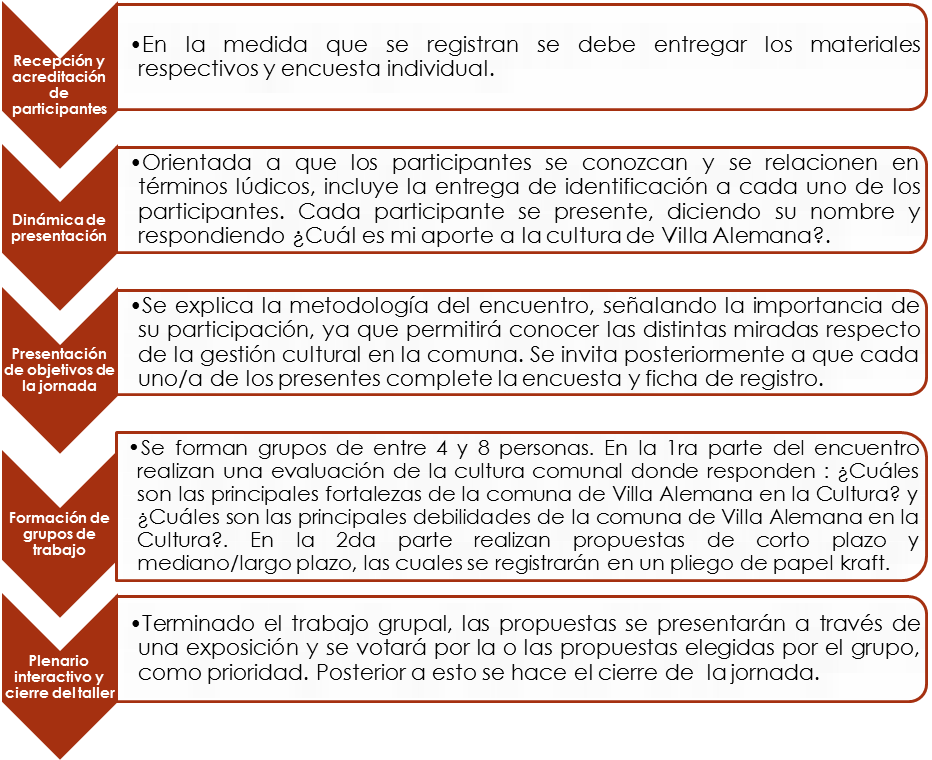 Recepción y
acreditación
de
participantes
•En la medida que se registran se debe entregar los materiales
respectivos y encuesta individual.
Dinámica de
presentación
•Orientada a que los participantes se conozcan y se relacionen en
términos lúdicos, incluye la entrega de identificación a cada uno de los
participantes. Cada participante se presente, diciendo su nombre y
respondiendo ¿Cuál es mi aporte a la cultura de Villa Alemana?.
Presentación
de objetivos de
la jornada
•Se explica la metodología del encuentro, señalando la importancia de
su participación, ya que permitirá conocer las distintas miradas respecto
de la gestión cultural en la comuna. Se invita posteriormente a que cada
uno/a de los presentes complete la encuesta y ficha de registro.
Formación de
grupos de
trabajo
•Se forman grupos de entre 4 y 8 personas. En la 1ra parte del encuentro
realizan una evaluación de la cultura comunal donde responden : ¿Cuáles
son las principales fortalezas de la comuna de Villa Alemana en la Cultura? y
¿Cuáles son las principales debilidades de la comuna de Villa Alemana en la
Cultura?. En la 2da parte realizan propuestas de corto plazo y
mediano/largo plazo, las cuales se registrarán en un pliego de papel kraft.
Plenario
interactivo y
cierre del taller
•Terminado el trabajo grupal, las propuestas se presentarán a través de
una exposición y se votará por la o las propuestas elegidas por el grupo,
como prioridad. Posterior a esto se hace el cierre de la jornada.